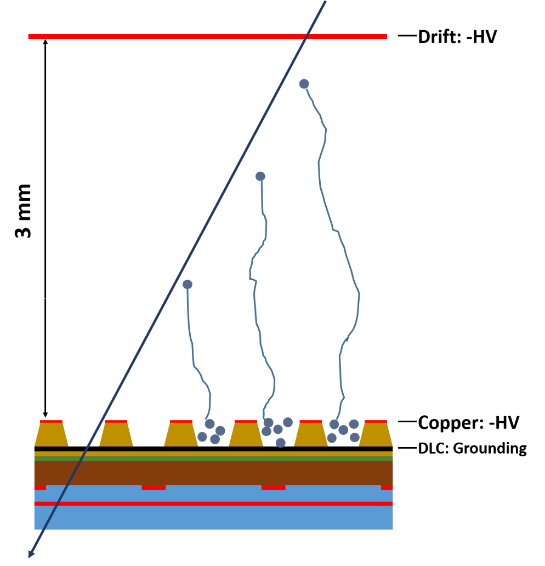 Drift: -HV
3 mm
Copper: -HV
DLC: Grounding